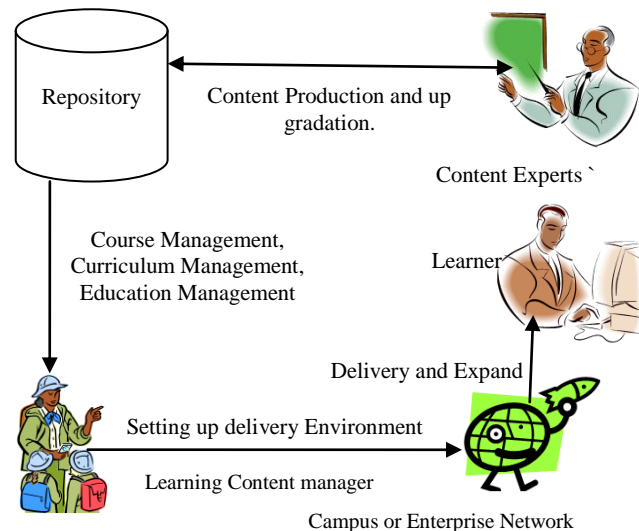 Repository
Content Production and up
gradation.
Content Experts `
Course Management,
Curriculum Management,
Education Management
Learner
Delivery and Expand
Setting up delivery Environment
Learning Content manager
Campus or Enterprise Network